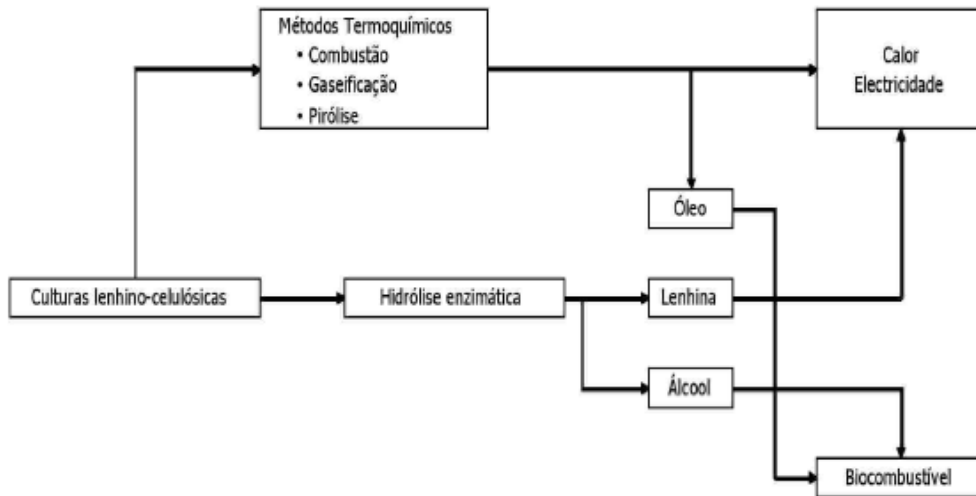 Métodos Termoquímicos
• Combustão
• Gaseificação
• Pirólise
Calor
Electricidade
Óleo
Culturas lenhino-celulósicas
Hidrólise enzimática
Lenhina
Álcool
Biocombustível